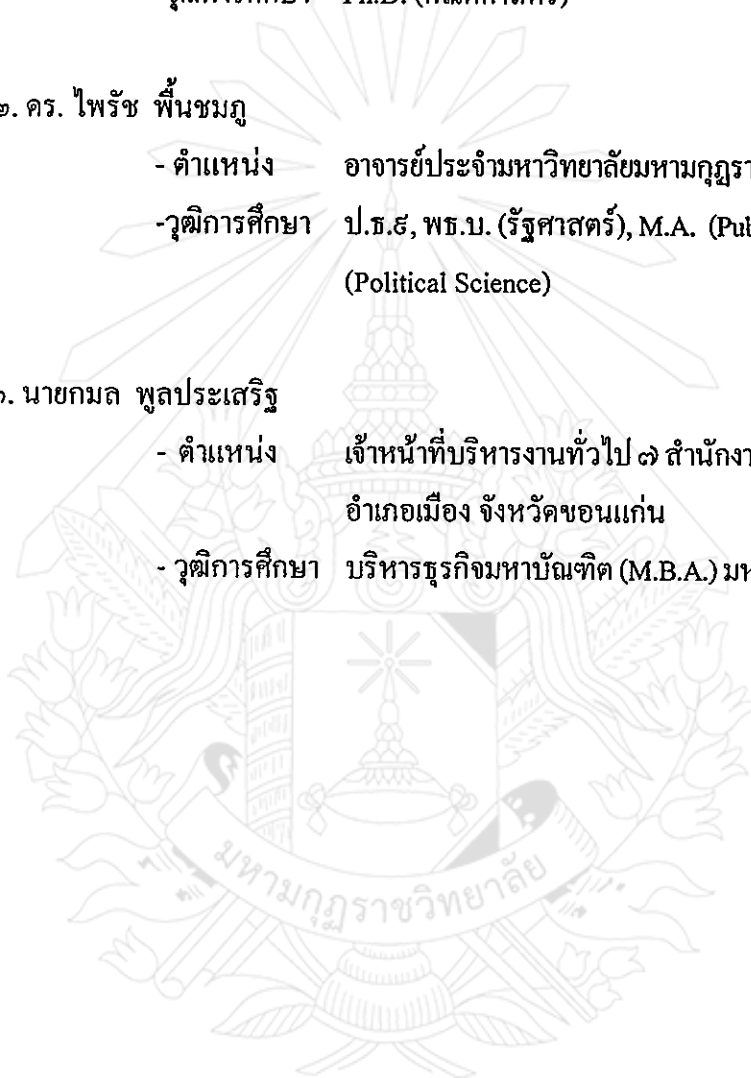 Ph.D.
๒. ดร. ไพรัช พื้นชมภู
- ตำแหน่ง อาจารย์ประจำมหาวิทยาลัยมหามกุฏรา
-วุฒิการศึกษา ป.ธ.๙, พธ.บ. (รัฐศาสตร์), M.A. (Pul
(Political Science)
. นายกมล พูลประเสริฐ
- ตำแหน่ง เจ้าหน้าที่บริหารงานทั่วไป ๗ สำนักงา
อำเภอเมือง จังหวัดขอนแก่น
- วุฒิการศึกษา บริหารธุรกิจมหาบัณฑิต (M.B.A.) มห
มหามกุฏราชวิทยาลัย